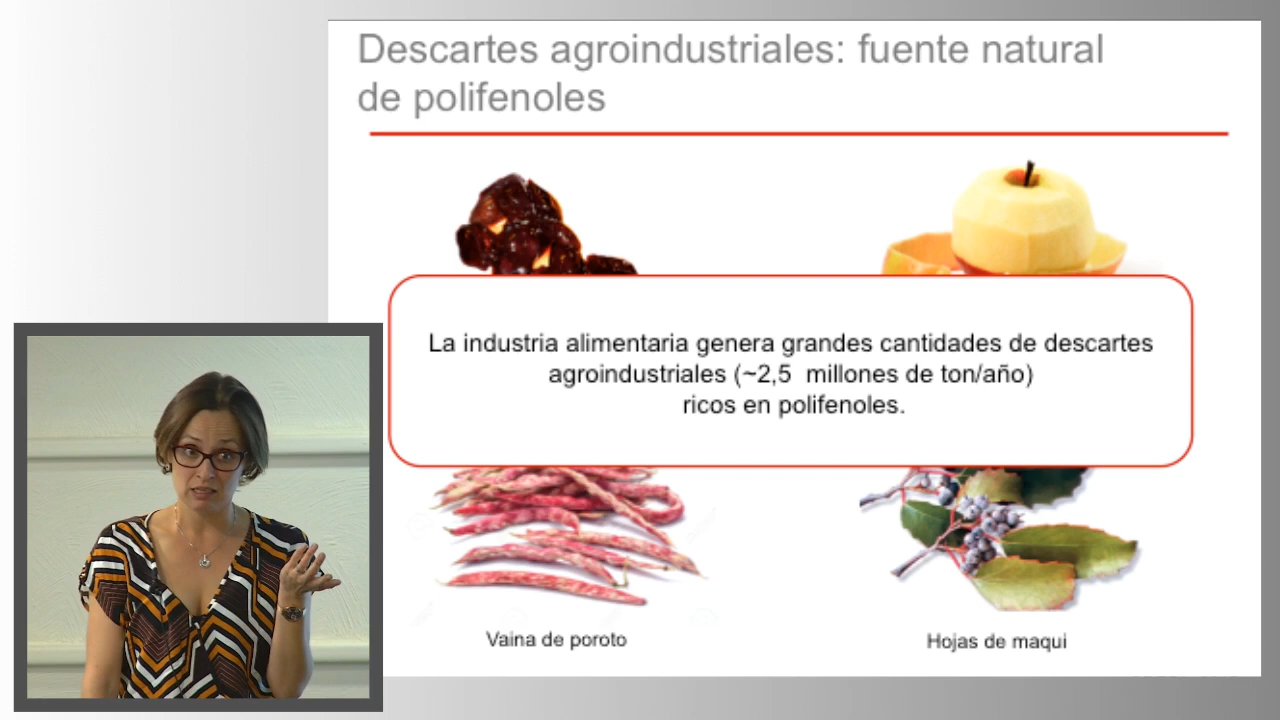 Descartes agroindustriales: fuente natural
de polifenoles
La industria alimentaria genera grandes cantidades de descartes
agroindustriales (~2,5 millones de ton/año)
ricos en polifenoles.
Vaina de poroto
Hojas de maqui